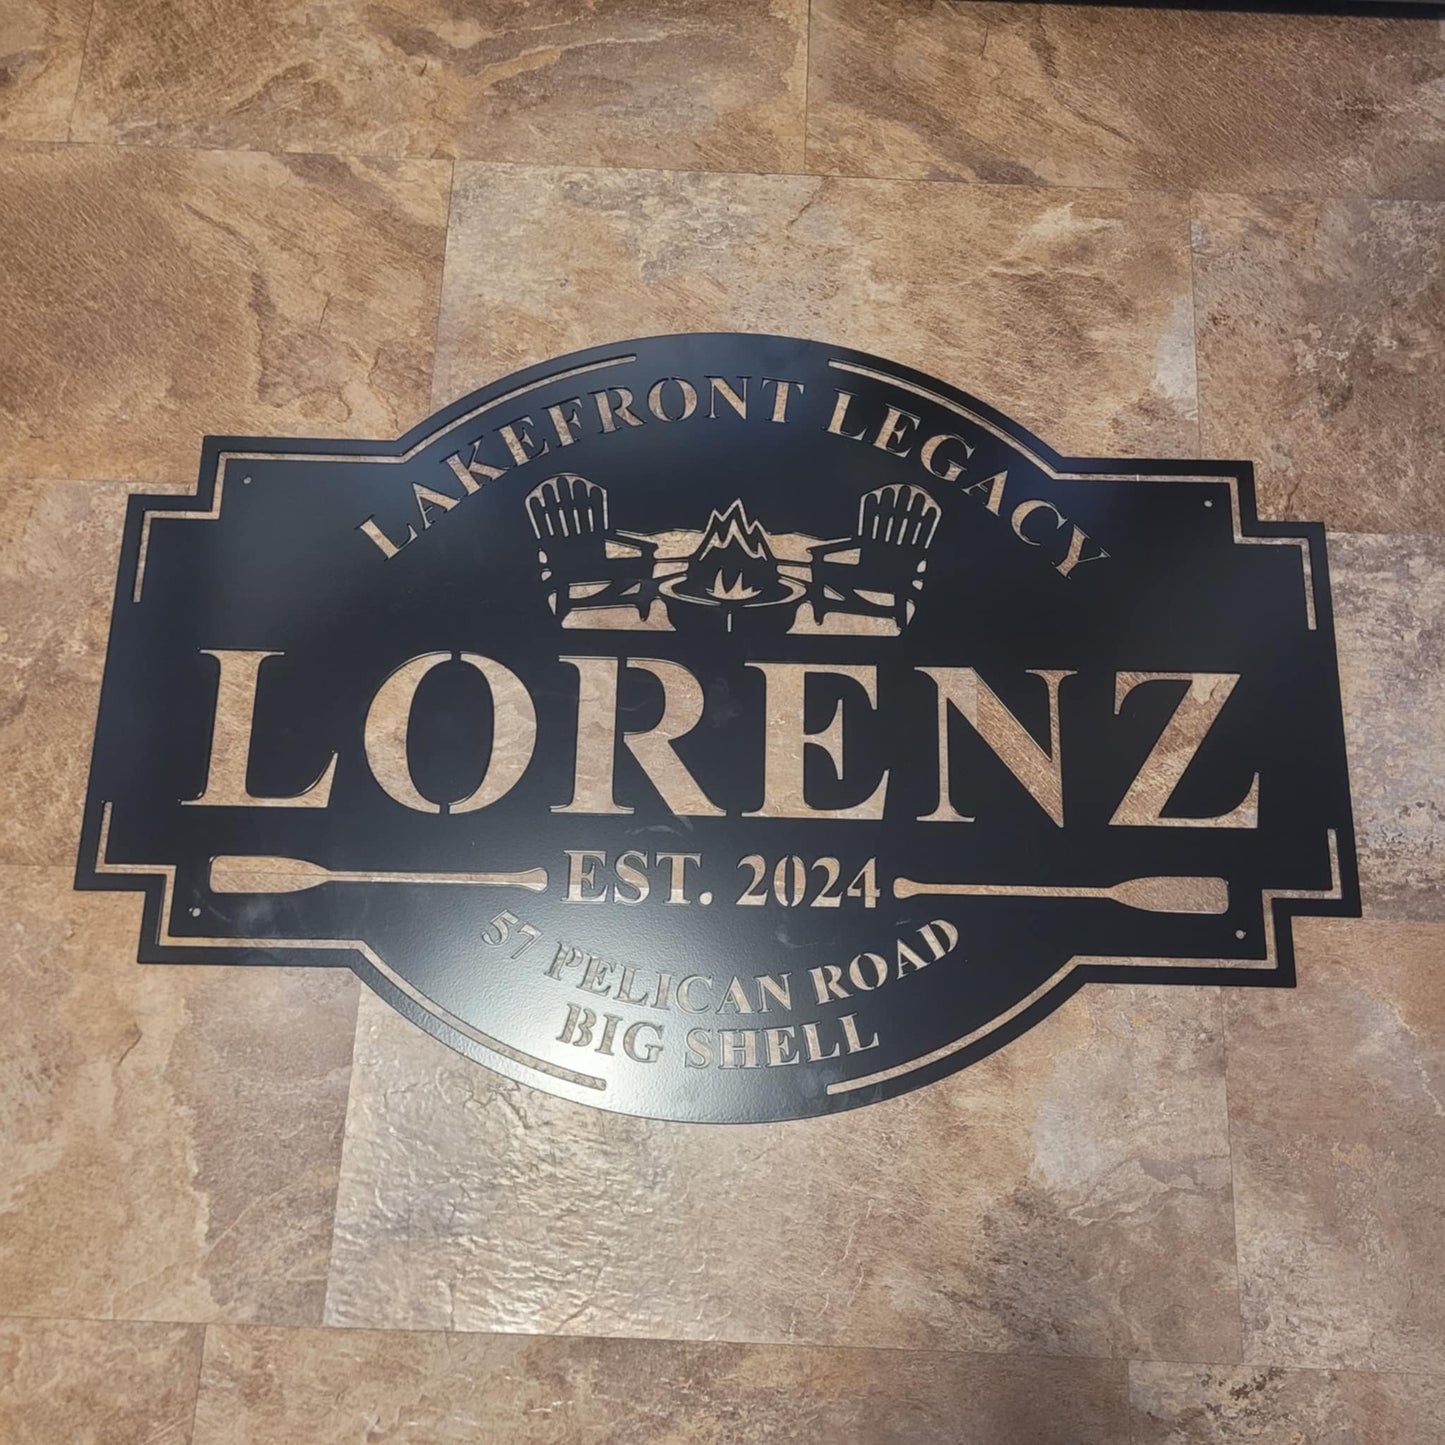 LAKEFRONT LEGACY
LORENZ
EST. 2024
57 PELICAN ROAD
BIG SHELL